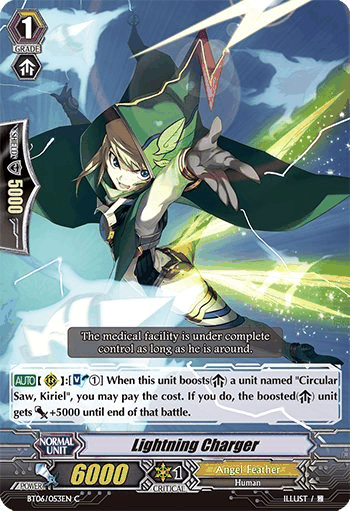 1
GRADE
SHIELD
5000
The medical facility is under complete
control as long as he is around.
AUTO [ ]:[ 1] When this unit boosts( ) a unit named "Circular
Saw, Kiriel", you may pay the cost. If you do, the boosted( ) unit
gets +5000 until end of that battle.
NORMAL UNIT
Lightning Charger
POWER 6000
1 CRITICAL
Angel Feather
Human
BT06/053EN C
ILLUST /